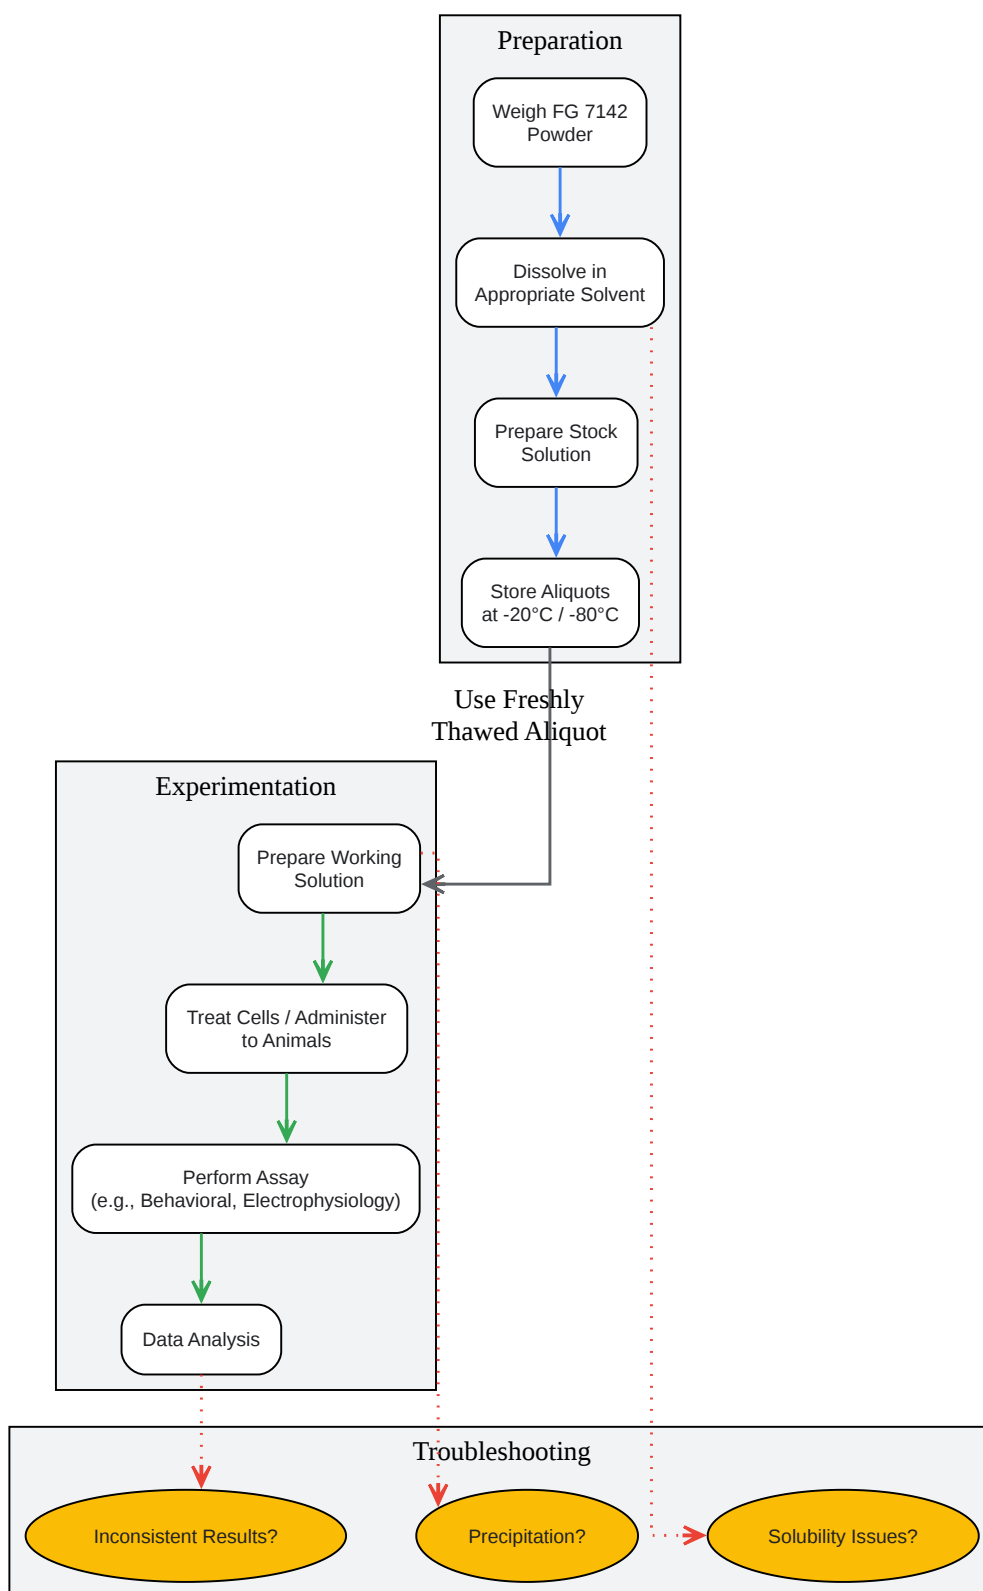 Preparation
Weigh FG 7142
Powder
Dissolve in
Appropriate Solvent
Prepare Stock
Solution
Store Aliquots
at -20°C / -80°C
Use Freshly
Thawed Aliquot
Experimentation
Prepare Working
Solution
Treat Cells / Administer
to Animals
Perform Assay
(e.g., Behavioral, Electrophysiology)
Data Analysis
Troubleshooting
Inconsistent Results?
Precipitation?
Solubility Issues?